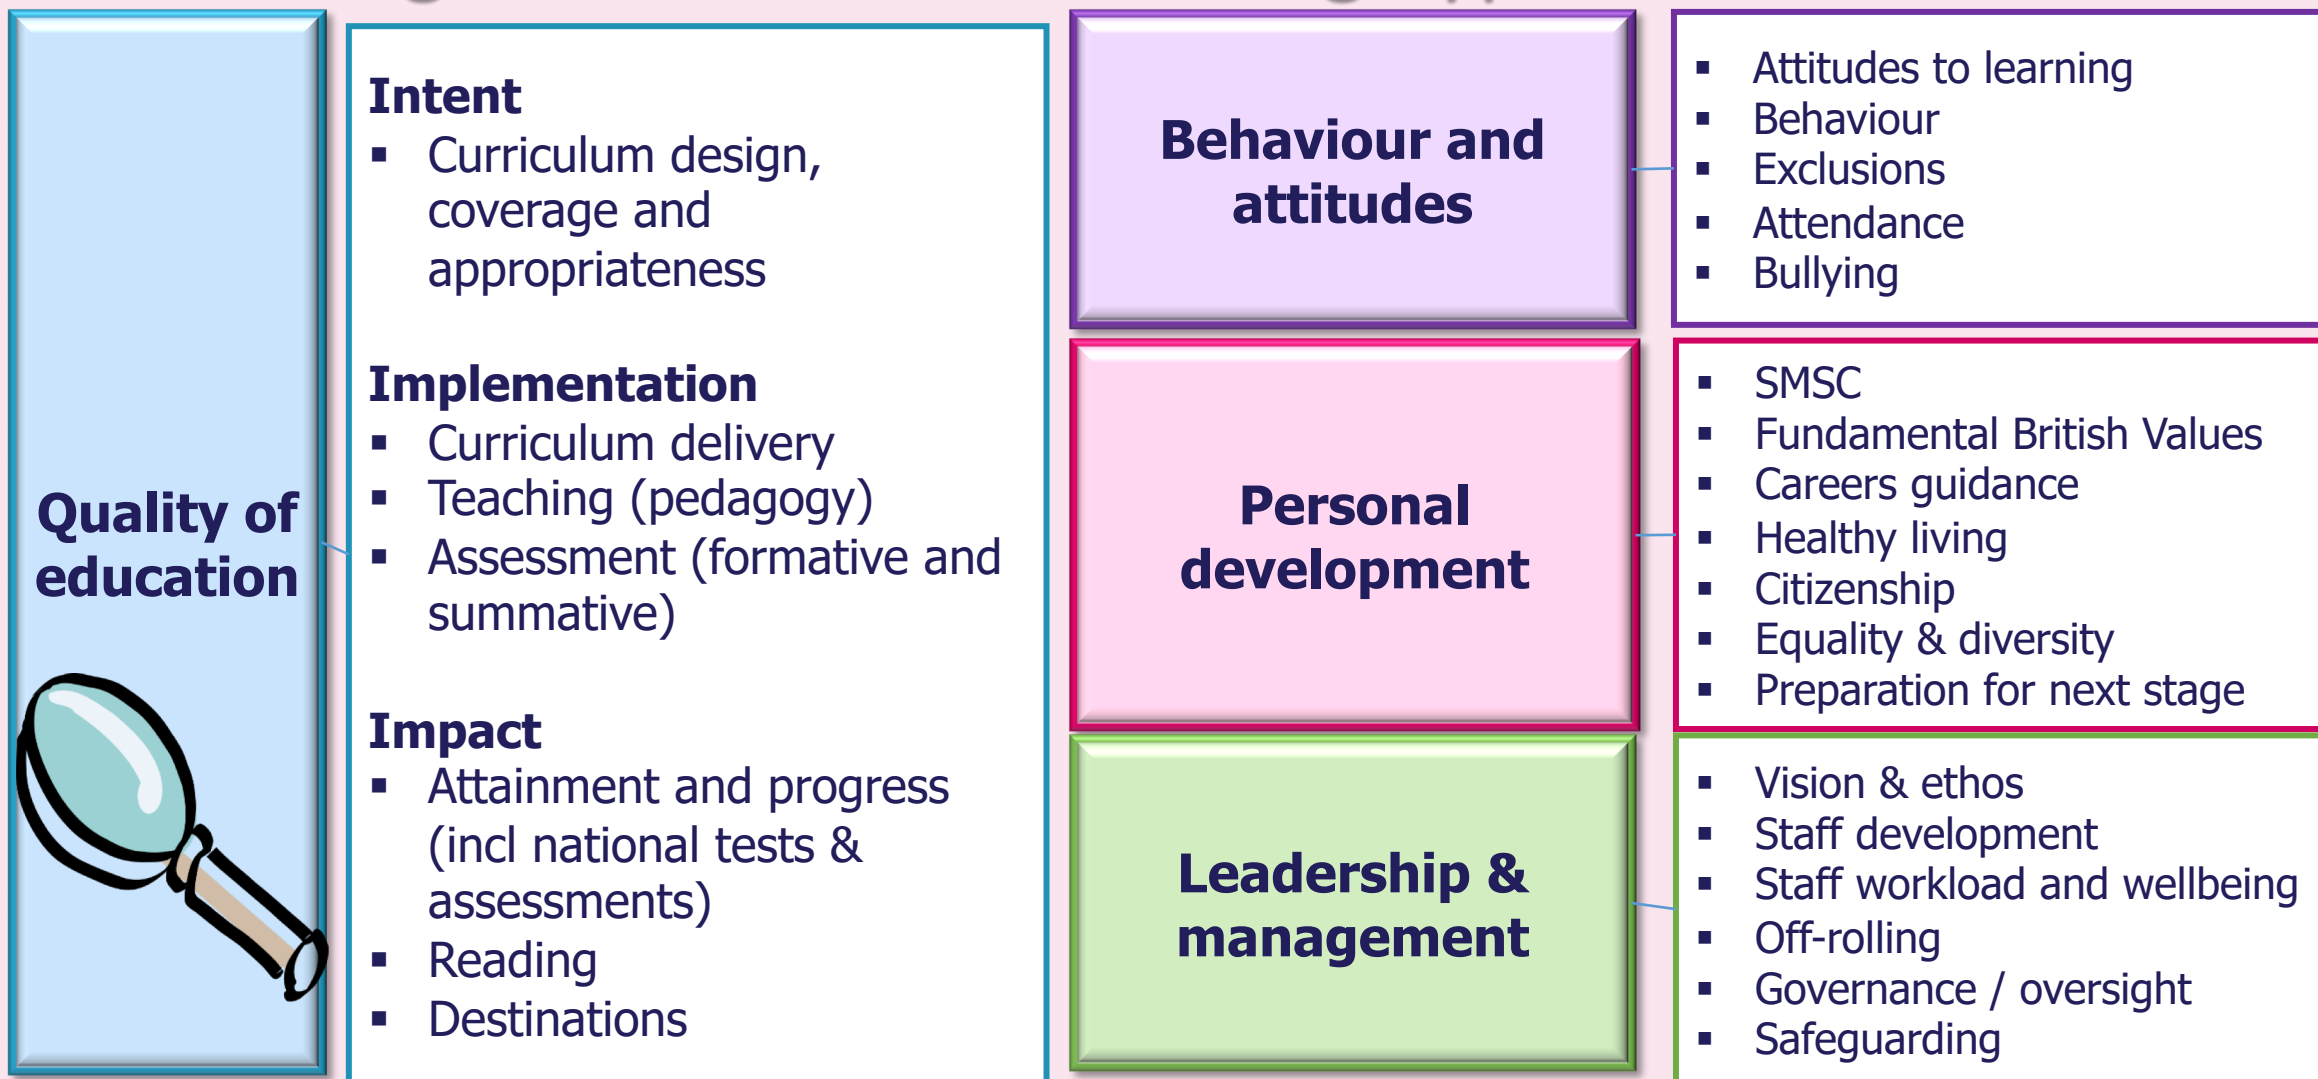 Quality of
education
Intent
▪ Curriculum design,
coverage and
appropriateness
Implementation
▪ Curriculum delivery
▪ Teaching (pedagogy)
▪ Assessment (formative and
summative)
Impact
▪ Attainment and progress
(incl national tests &
assessments)
▪ Reading
▪ Destinations
Behaviour and
attitudes
▪ Attitudes to learning
▪ Behaviour
▪ Exclusions
▪ Attendance
▪ Bullying
Personal
development
▪ SMSC
▪ Fundamental British Values
▪ Careers guidance
▪ Healthy living
▪ Citizenship
▪ Equality & diversity
▪ Preparation for next stage
Leadership &
management
▪ Vision & ethos
▪ Staff development
▪ Staff workload and wellbeing
▪ Off-rolling
▪ Governance / oversight
▪ Safeguarding